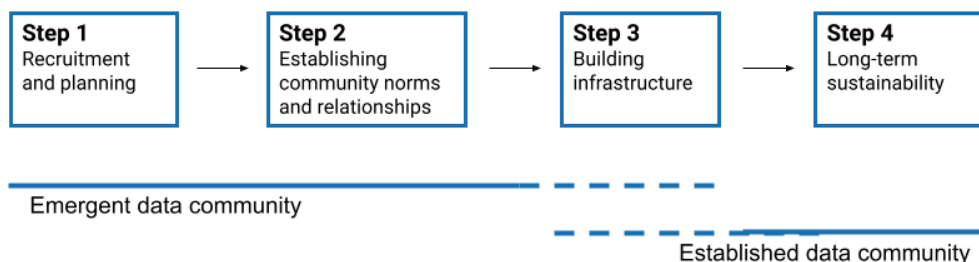 Step 1
Recruitment
and planning
Step 2
Establishing
community norms
and relationships
Step 3
Building
infrastructure
Step 4
Long-term
sustainability
Emergent data community
Established data community